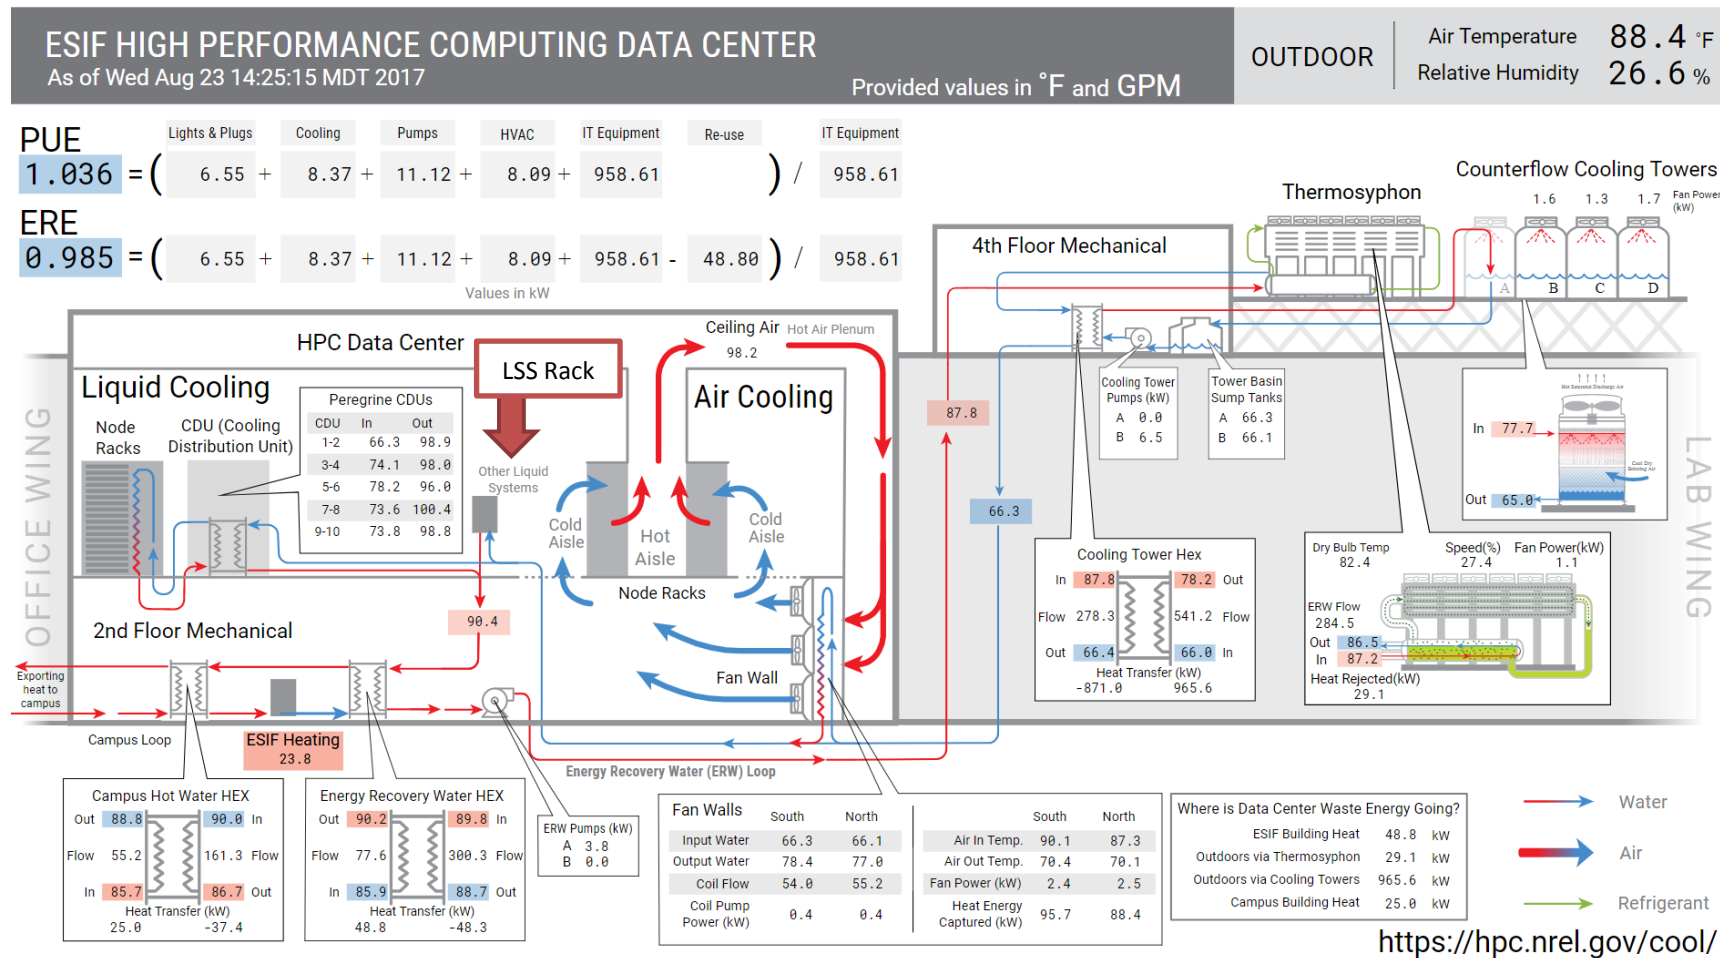 ESIF HIGH PERFORMANCE COMPUTING DATA CENTER
As of Wed Aug 23 14:25:15 MDT 2017
Provided values in °F and GPM
OUTDOOR
Air Temperature 88.4 °F
Relative Humidity 26.6 %
Lights & Plugs Cooling Pumps HVAC IT Equipment Re-use IT Equipment
PUE
1.036 = ( 6.55 + 8.37 + 11.12 + 8.09 + 958.61 ) / 958.61
ERE
0.985 = ( 6.55 + 8.37 + 11.12 + 8.09 + 958.61 - 48.80 ) / 958.61
Values in kW
Counterflow Cooling Towers
1.6 1.3 1.7 Fan Power
(kW)
Thermosyphon
A B C D
4th Floor Mechanical
HPC Data Center
LSS Rack
Ceiling Air Hot Air Plenum
98.2
Liquid Cooling
Air Cooling
Node
Racks
CDU (Cooling
Distribution Unit)
Peregrine CDUs
CDU In Out
1-2 66.3 98.9
3-4 74.1 98.0
5-6 78.2 96.0
7-8 73.6 100.4
9-10 73.8 98.8
Other Liquid
Systems
Cold
Aisle
Hot
Aisle
Cold
Aisle
Node Racks
Fan Wall
OFFICE WING
LAB WING
87.8
66.3
90.4
Cooling Tower
Pumps (kW)
A 0.0
B 6.5
Tower Basin
Sump Tanks
A 66.3
B 66.1
Hot Saturated Discharge Air
In 77.7
Cool Dry
Entering Air
Out 65.0
Cooling Tower Hex
In 87.8 78.2 Out
Flow 278.3 541.2 Flow
Out 66.4 66.0 In
Heat Transfer (kW)
-871.0 965.6
Dry Bulb Temp Speed(%) Fan Power(kW)
82.4 27.4 1.1
ERW Flow
284.5
Out 86.5
In 87.2
Heat Rejected(kW)
29.1
2nd Floor Mechanical
Exporting
heat to
campus
Campus Loop
ESIF Heating
23.8
Energy Recovery Water (ERW) Loop
Campus Hot Water HEX
Out 88.8 90.0 In
Flow 55.2 161.3 Flow
In 85.7 86.7 Out
Heat Transfer (kW)
25.0 -37.4
Energy Recovery Water HEX
Out 90.2 89.8 In
Flow 77.6 300.3 Flow
In 85.9 88.7 Out
Heat Transfer (kW)
48.8 -48.3
ERW Pumps (kW)
A 3.8
B 0.0
Fan Walls South North
Input Water 66.3 66.1
Output Water 78.4 77.0
Coil Flow 54.0 55.2
Coil Pump
Power (kW) 0.4 0.4
South North
Air In Temp. 90.1 87.3
Air Out Temp. 70.4 70.1
Fan Power (kW) 2.4 2.5
Heat Energy
Captured (kW) 95.7 88.4
Where is Data Center Waste Energy Going?
ESIF Building Heat 48.8 kW
Outdoors via Thermosyphon 29.1 kW
Outdoors via Cooling Towers 965.6 kW
Campus Building Heat 25.0 kW
Water
Air
Refrigerant
https://hpc.nrel.gov/cool/